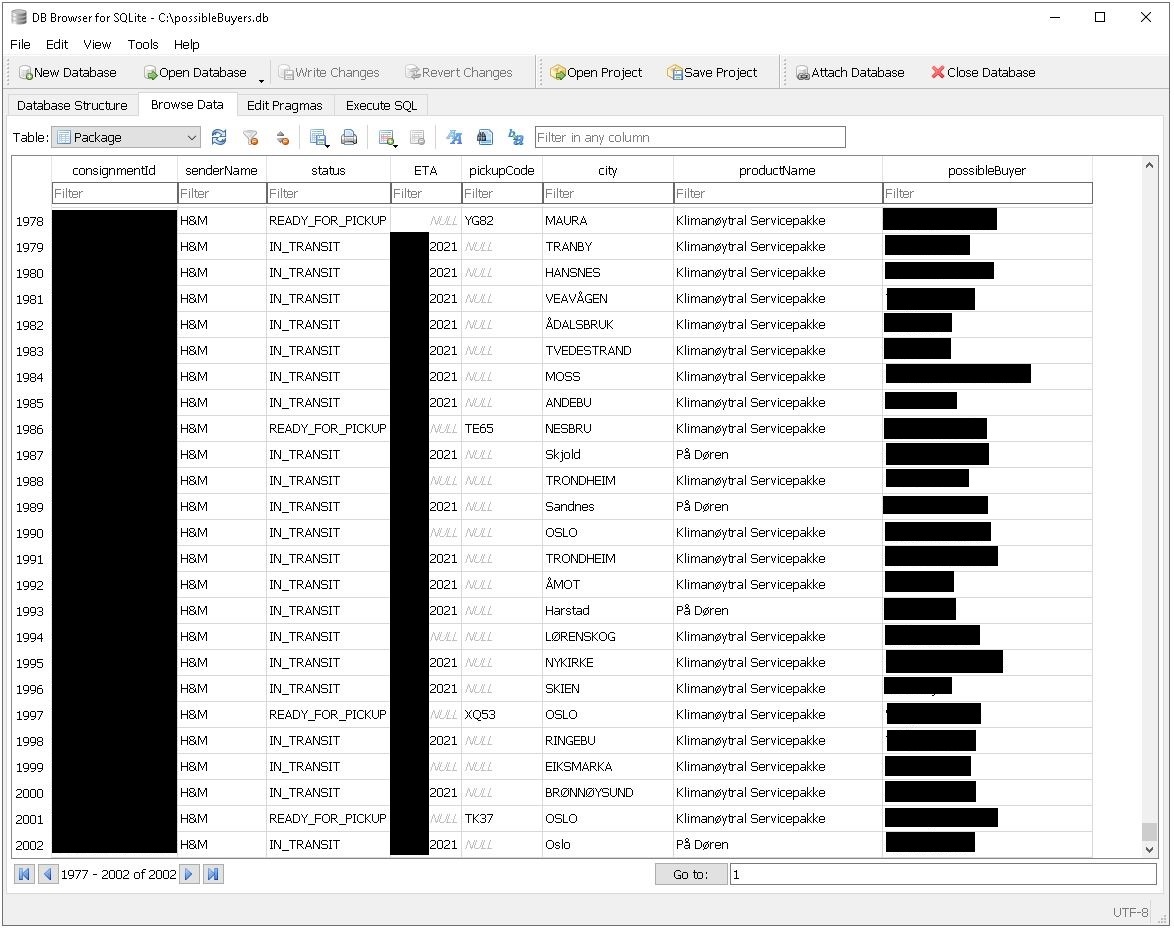 DB Browser for SQLite - C:\possibleBuyers.db
File Edit View Tools Help
New Database Open Database Write Changes Revert Changes Open Project Save Project Attach Database Close Database
Database Structure Browse Data Edit Pragmas Execute SQL
Table: Package Filter in any column
consignmentId senderName status ETA pickupCode city productName possibleBuyer
Filter Filter Filter Filter Filter Filter Filter Filter
1978 H&M READY_FOR_PICKUP NULL YG82 MAURA Klimanøytral Servicepakke
1979 H&M IN_TRANSIT 2021 NULL TRANBY Klimanøytral Servicepakke
1980 H&M IN_TRANSIT 2021 NULL HANSNES Klimanøytral Servicepakke
1981 H&M IN_TRANSIT 2021 NULL VEAVÅGEN Klimanøytral Servicepakke
1982 H&M IN_TRANSIT 2021 NULL ÅDALSBRUK Klimanøytral Servicepakke
1983 H&M IN_TRANSIT 2021 NULL TVEDESTRAND Klimanøytral Servicepakke
1984 H&M IN_TRANSIT 2021 NULL MOSS Klimanøytral Servicepakke
1985 H&M IN_TRANSIT 2021 NULL ANDEBU Klimanøytral Servicepakke
1986 H&M READY_FOR_PICKUP NULL TE65 NESBRU Klimanøytral Servicepakke
1987 H&M IN_TRANSIT 2021 NULL Skjold På Døren
1988 H&M IN_TRANSIT NULL NULL TRONDHEIM Klimanøytral Servicepakke
1989 H&M IN_TRANSIT 2021 NULL Sandnes På Døren
1990 H&M IN_TRANSIT NULL NULL OSLO Klimanøytral Servicepakke
1991 H&M IN_TRANSIT 2021 NULL TRONDHEIM Klimanøytral Servicepakke
1992 H&M IN_TRANSIT 2021 NULL ÅMOT Klimanøytral Servicepakke
1993 H&M IN_TRANSIT 2021 NULL Harstad På Døren
1994 H&M IN_TRANSIT NULL NULL LØRENSKOG Klimanøytral Servicepakke
1995 H&M IN_TRANSIT 2021 NULL NYKIRKE Klimanøytral Servicepakke
1996 H&M IN_TRANSIT 2021 NULL SKIEN Klimanøytral Servicepakke
1997 H&M READY_FOR_PICKUP NULL XQ53 OSLO Klimanøytral Servicepakke
1998 H&M IN_TRANSIT 2021 NULL RINGEBU Klimanøytral Servicepakke
1999 H&M IN_TRANSIT NULL NULL EIKSMARKA Klimanøytral Servicepakke
2000 H&M IN_TRANSIT 2021 NULL BRØNNØYSUND Klimanøytral Servicepakke
2001 H&M READY_FOR_PICKUP NULL TK37 OSLO Klimanøytral Servicepakke
2002 H&M IN_TRANSIT 2021 NULL Oslo På Døren
1977 - 2002 of 2002 Go to: 1
UTF-8